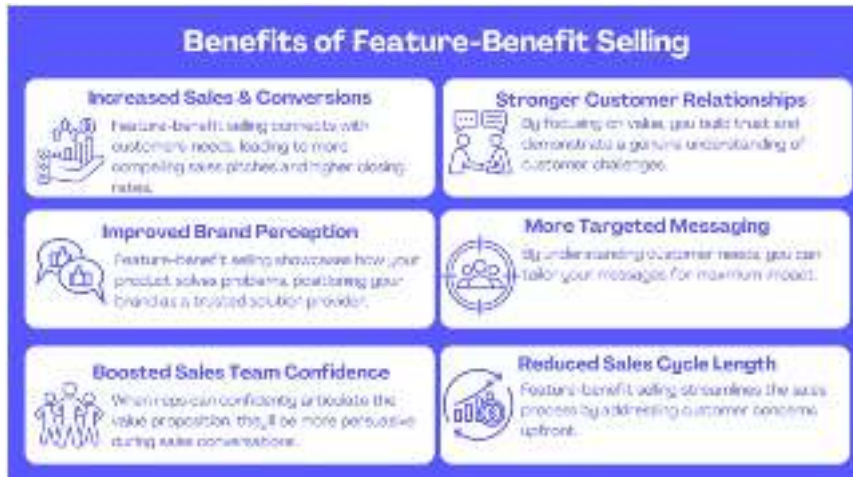 Benefits of Feature-Benefit Selling
Increased Sales & Conversions
Feature-benefit selling connects with
customers needs, leading to more
compelling sales pitches and higher closing
rates.
Stronger Customer Relationships
By focusing on value, you build trust and
demonstrate a genuine understanding of
customer challenges.
Improved Brand Perception
Feature-benefit selling showcases how your
product solves problems, positioning your
brand as a trusted solution provider.
More Targeted Messaging
By understanding customer needs, you can
tailor your messages for maximum impact.
Boosted Sales Team Confidence
When reps can confidently articulate the
value proposition, they'll be more persuasive
during sales conversations.
Reduced Sales Cycle Length
Feature-benefit selling streamlines the sales
process by addressing customer concerns
upfront.